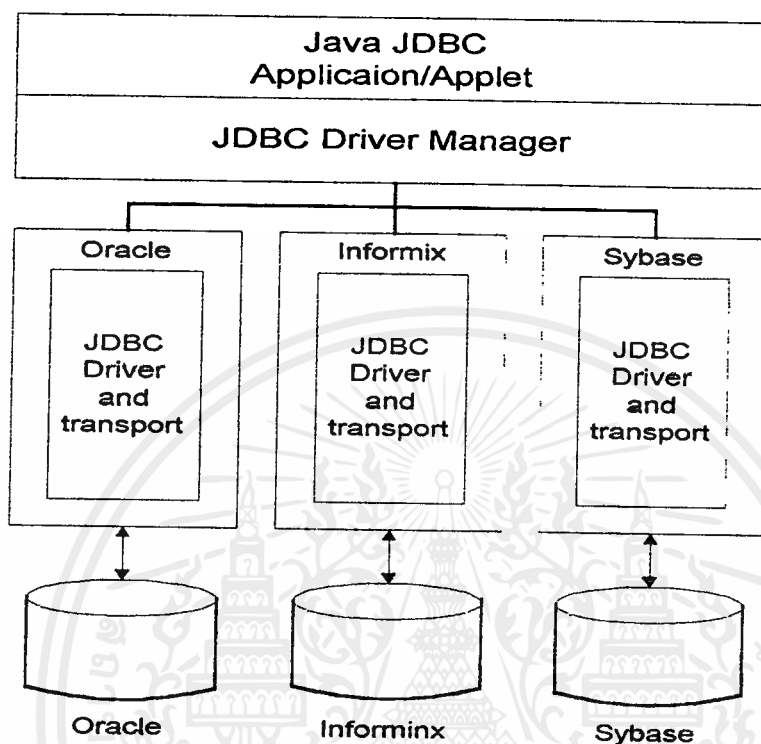 Java JDBC
Applicaion/Applet
JDBC Driver Manager
Oracle
JDBC
Driver
and
transport
Informix
JDBC
Driver
and
transport
Sybase
JDBC
Driver
and
transport
Oracle
Informinx
Sybase